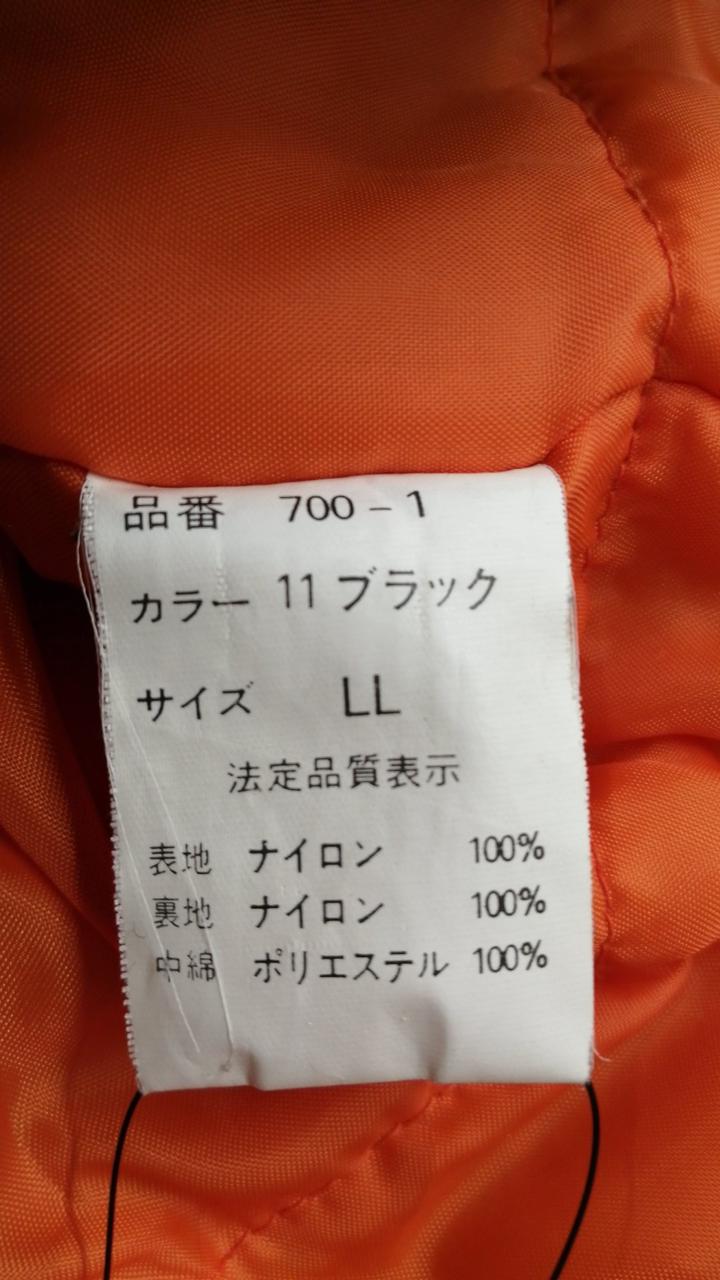 品番 700-1
カラー 11 ブラック
サイズ LL
法定品質表示
表地 ナイロン 100%
裏地 ナイロン 100%
中綿 ポリエステル 100%